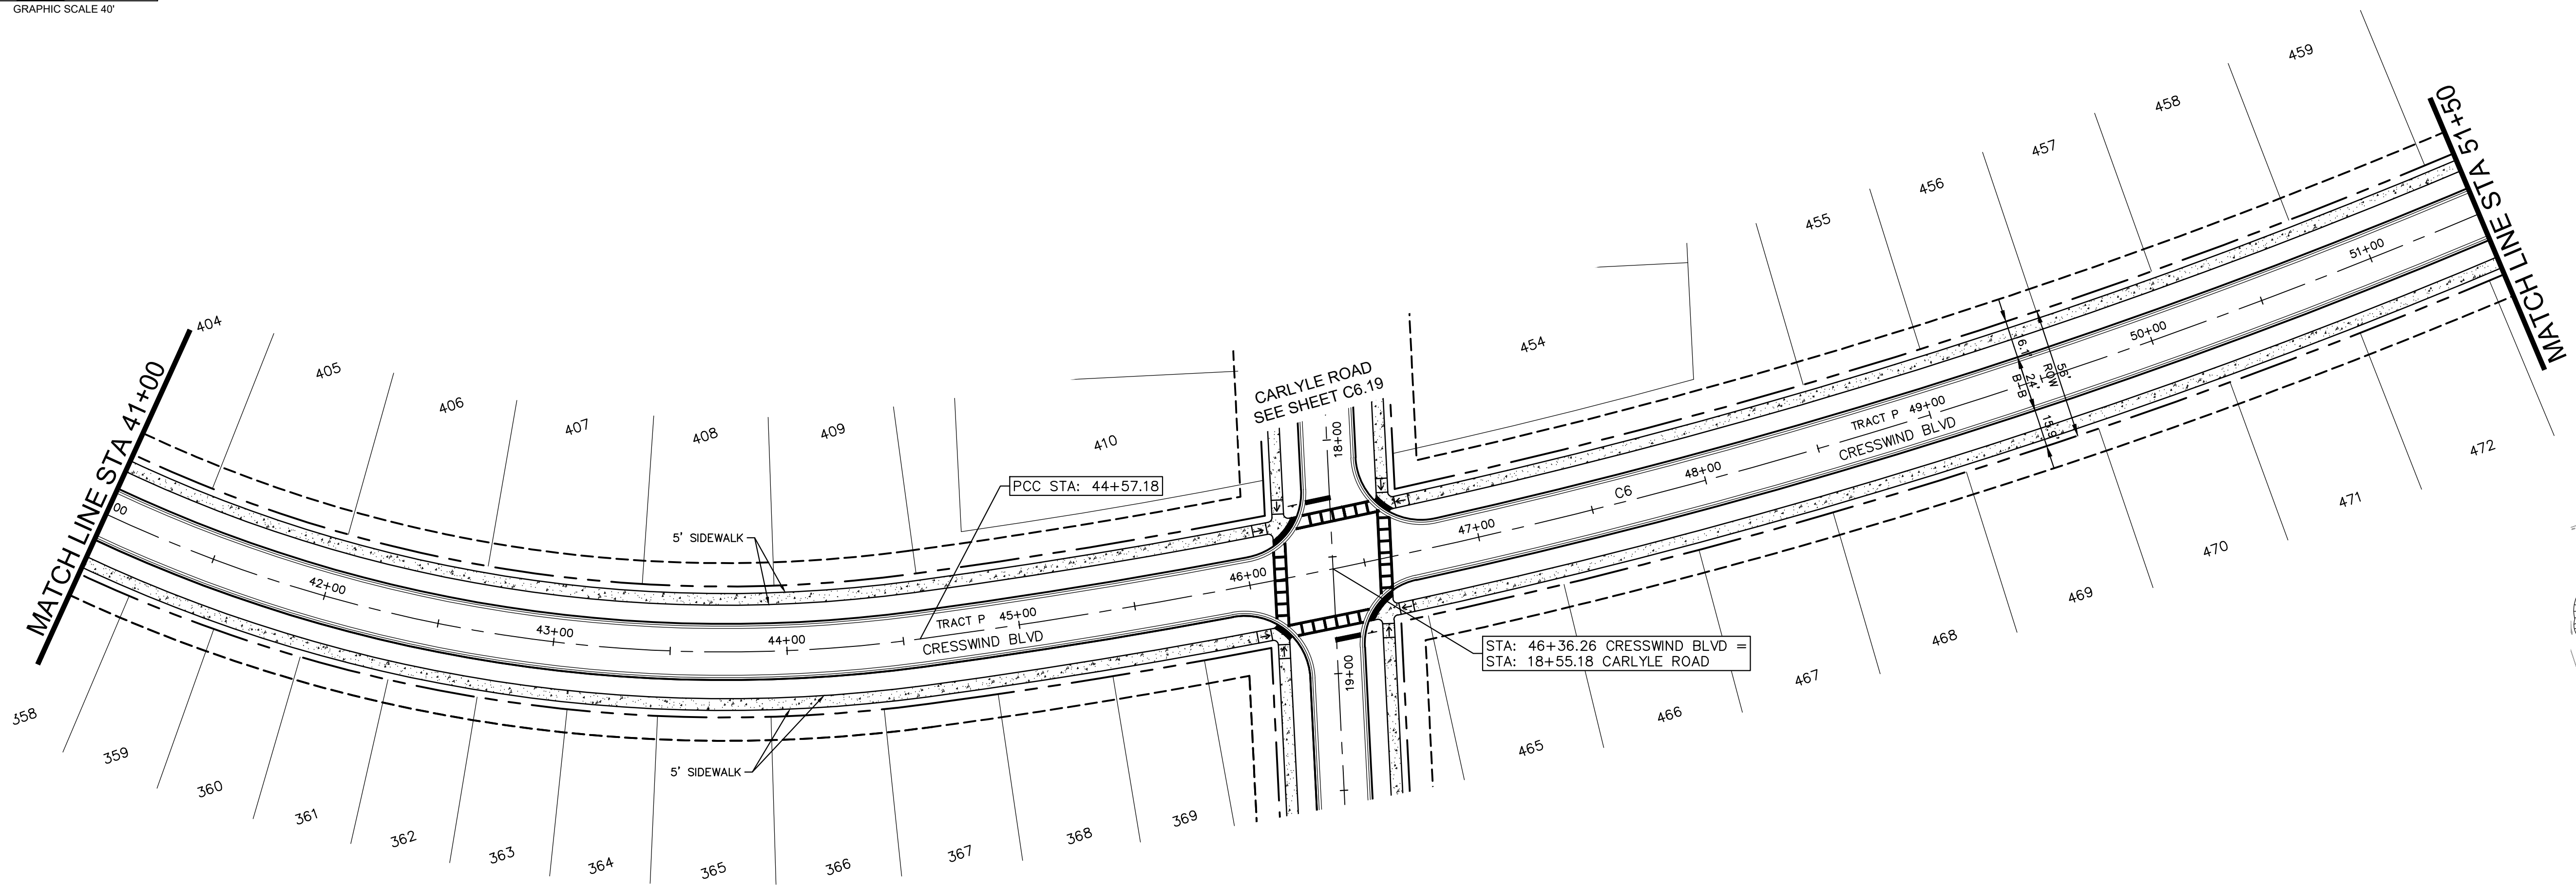 GRAPHIC SCALE 40'
MATCH LINE STA 41+00
404
405
406
407
408
409
410
CARLYLE ROAD
SEE SHEET C6.19
18+00
454
455
456
457
458
459
MATCH LINE STA 51+50
PCC STA: 44+57.18
5' SIDEWALK
00
42+00
43+00
44+00
TRACT P 45+00
CRESSWIND BLVD
46+00
47+00
C6
48+00
TRACT P 49+00
CRESSWIND BLVD
50+00
51+00
56'
ROW
24'
B-B
15.9'
STA: 46+36.26 CRESSWIND BLVD =
STA: 18+55.18 CARLYLE ROAD
19+00
5' SIDEWALK
358
359
360
361
362
363
364
365
366
367
368
369
465
466
467
468
469
470
471
472